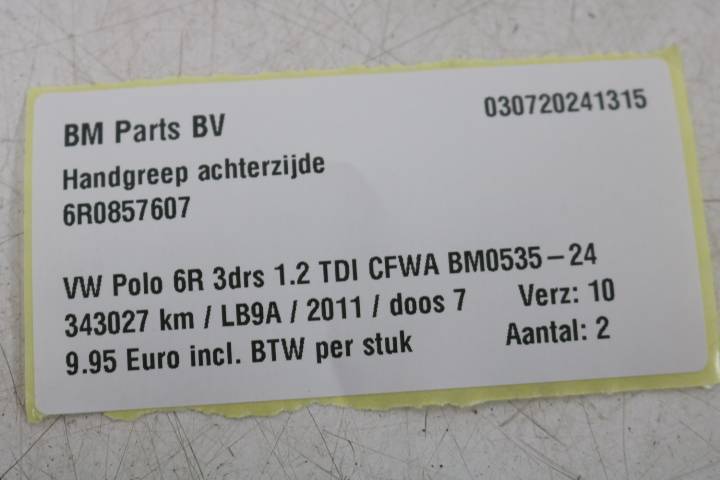 BM Parts BV
030720241315
Handgreep achterzijde
6R0857607
VW Polo 6R 3drs 1.2 TDI CFWA BM0535-24
343027 km / LB9A / 2011 / doos 7 Verz: 10
9.95 Euro incl. BTW per stuk Aantal: 2